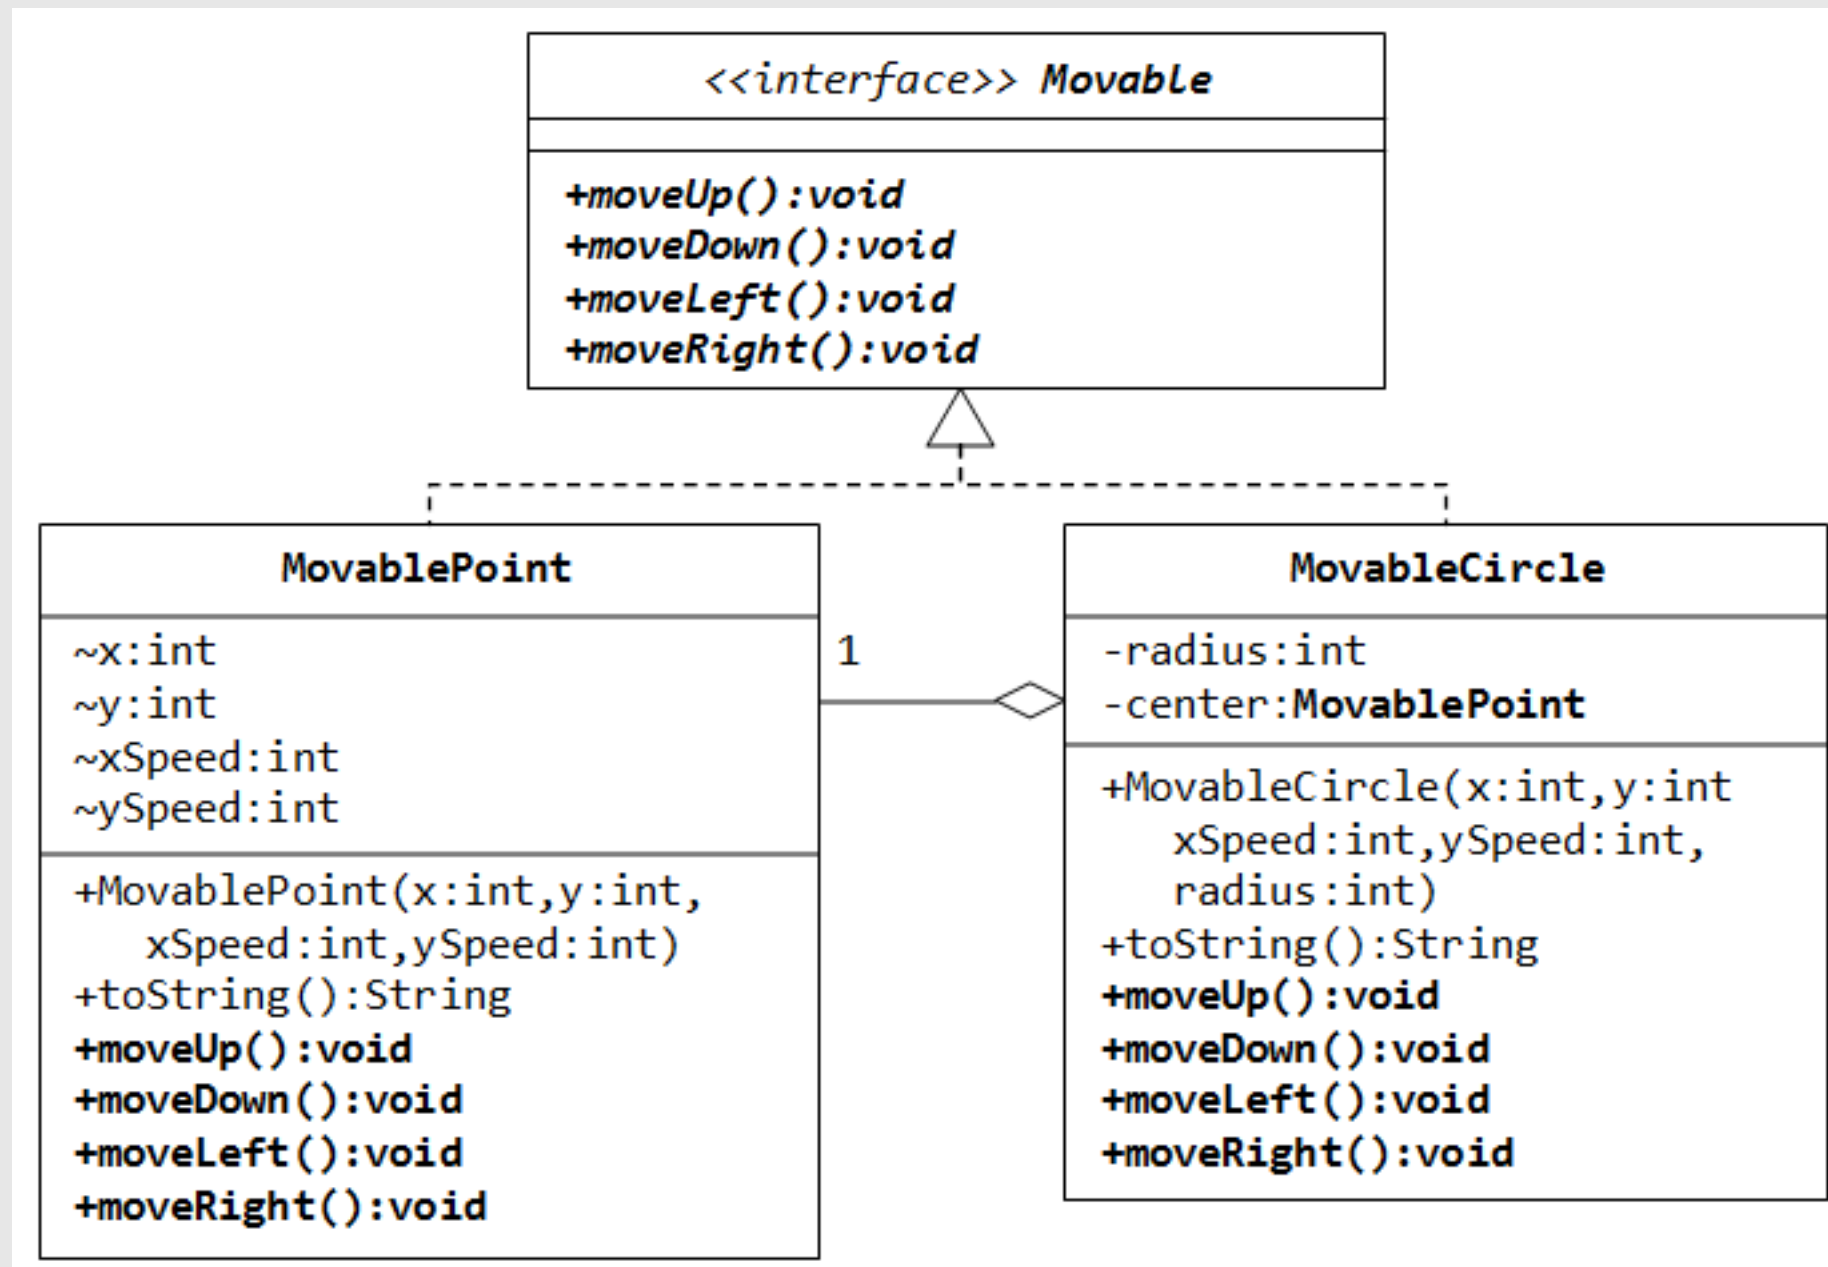 <<interface>> Movable
+moveUp():void
+moveDown():void
+moveLeft():void
+moveRight():void
MovablePoint
~x:int
~y:int
~xSpeed:int
~ySpeed:int
+MovablePoint(x:int,y:int,
xSpeed:int,ySpeed:int)
+toString():String
+moveUp():void
+moveDown():void
+moveLeft():void
+moveRight():void
1
MovableCircle
-radius:int
-center:MovablePoint
+MovableCircle(x:int,y:int
xSpeed:int,ySpeed:int,
radius:int)
+toString():String
+moveUp():void
+moveDown():void
+moveLeft():void
+moveRight():void